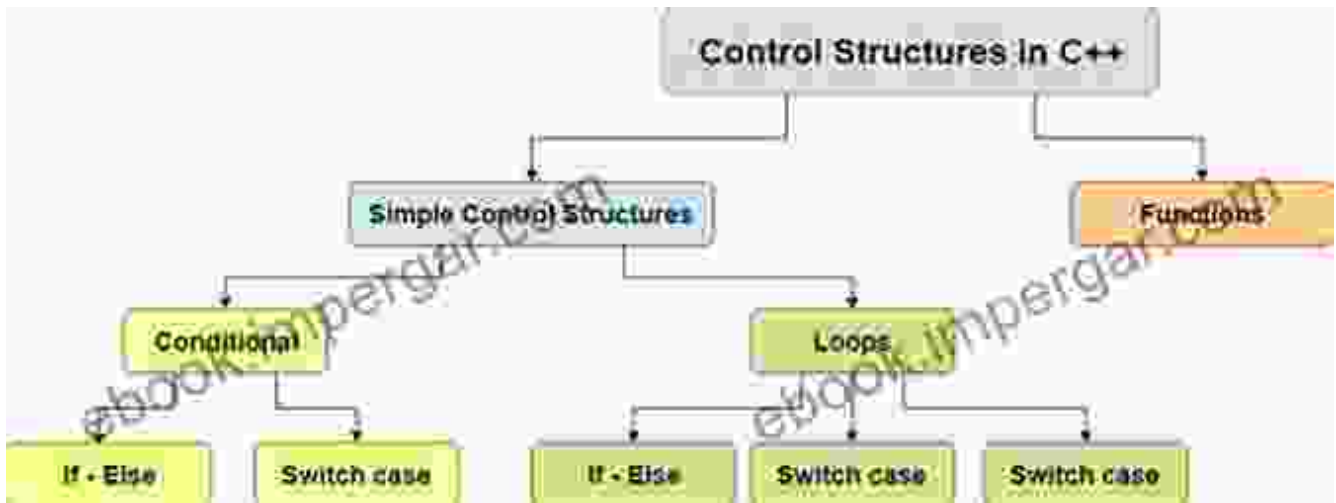 Control Structures in C++
Simple Control Structures
Functions
Conditional
Loops
If - Else
Switch case
If - Else
Switch case
Switch case
ebook.impergar.com
ebook.impergar.com